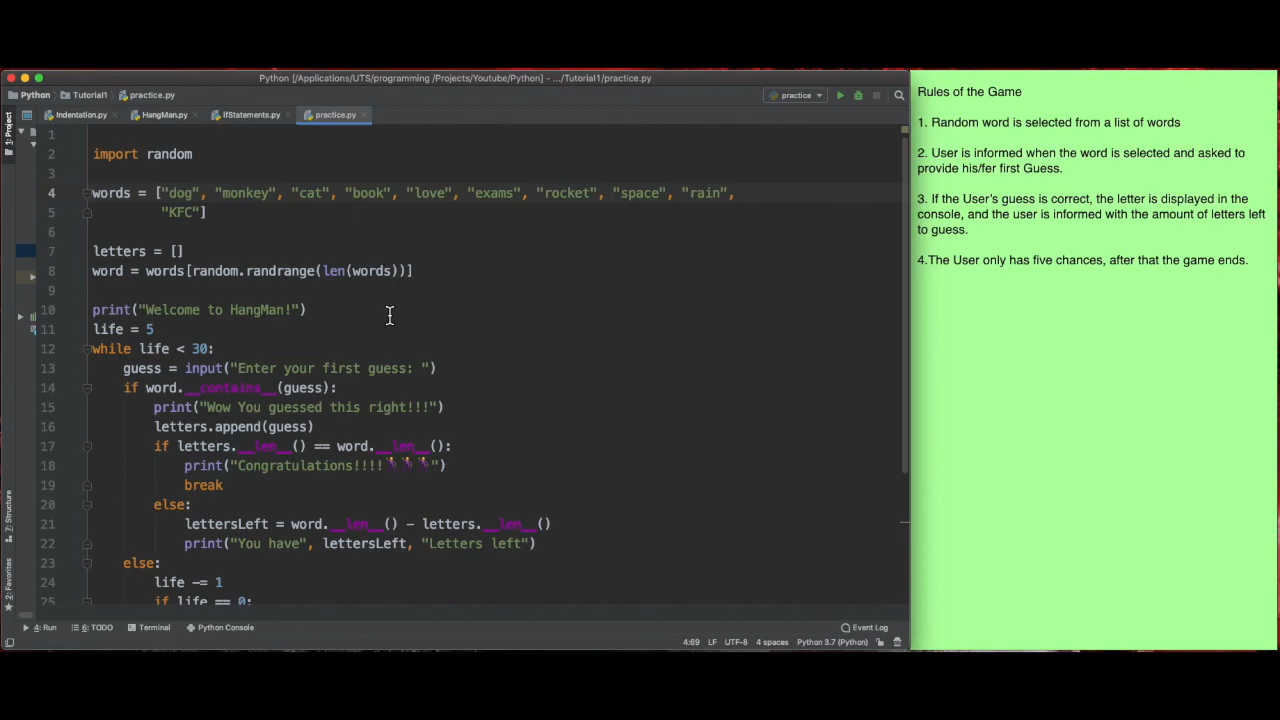 Python [/Applications/UTS/programming /Projects/Youtube/Python] - .../Tutorial1/practice.py
Python Tutorial1 practice.py
practice
1: Project
Indentation.py HangMan.py ifStatements.py practice.py
1
2 import random
3
4 words = ["dog", "monkey", "cat", "book", "love", "exams", "rocket", "space", "rain",
5 "KFC"]
6
7 letters = []
8 word = words[random.randrange(len(words))]
9
10 print("Welcome to HangMan!")
11 life = 5
12 while life < 30:
13 guess = input("Enter your first guess: ")
14 if word.__contains__(guess):
15 print("Wow You guessed this right!!!")
16 letters.append(guess)
17 if letters.__len__() == word.__len__():
18 print("Congratulations!!!!🎉🎉🎉")
19 break
20 else:
21 lettersLeft = word.__len__() - letters.__len__()
22 print("You have", lettersLeft, "Letters left")
23 else:
24 life -= 1
25 if life == 0:
7: Structure
2: Favorites
4: Run 6: TODO Terminal Python Console Event Log
4:69 LF UTF-8 4 spaces Python 3.7 (Python)
Rules of the Game
1. Random word is selected from a list of words
2. User is informed when the word is selected and asked to
provide his/fer first Guess.
3. If the User's guess is correct, the letter is displayed in the
console, and the user is informed with the amount of letters left
to guess.
4.The User only has five chances, after that the game ends.